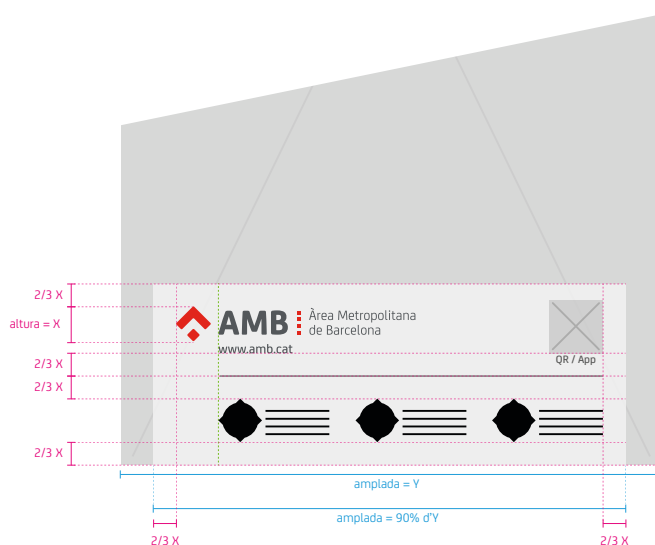 2/3 X
altura = X
2/3 X
2/3 X
2/3 X
AMB
Àrea Metropolitana
de Barcelona
www.amb.cat
QR / App
amplada = Y
amplada = 90% d'Y
2/3 X
2/3 X